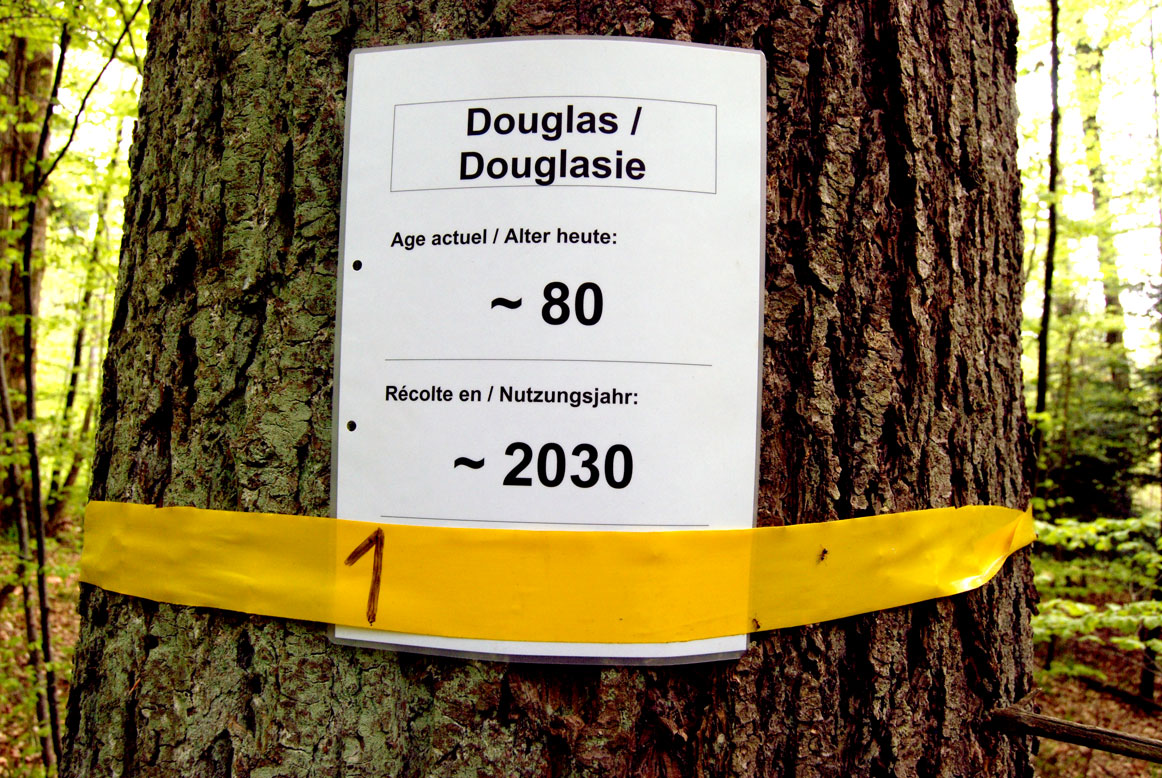 Douglas /
Douglasie
Age actuel / Alter heute:
~ 80
Récolte en / Nutzungsjahr:
~ 2030
1